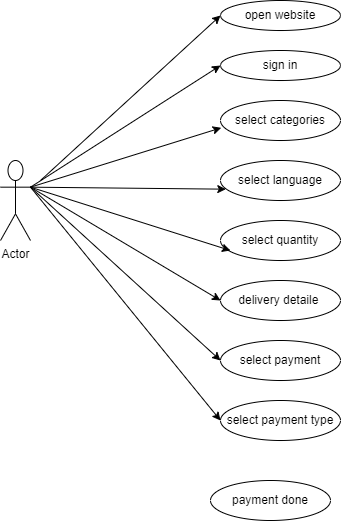 open website
sign in
select categories
select language
Actor
select quantity
delivery detaile
select payment
select payment type
payment done